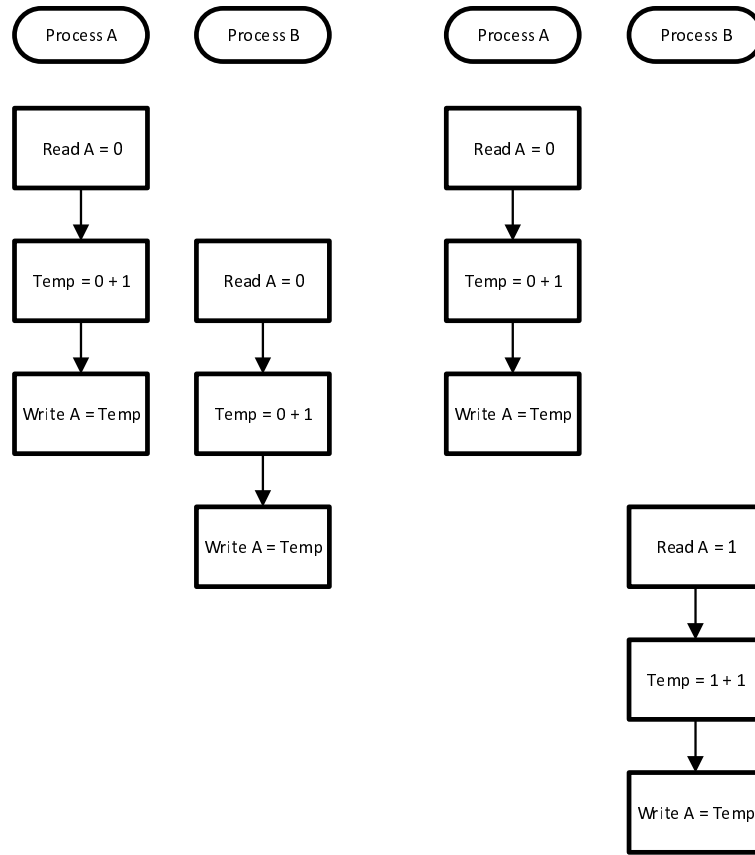 Process A
Process B
Process A
Process B
Read A = 0
Read A = 0
Temp = 0 + 1
Read A = 0
Temp = 0 + 1
Write A = Temp
Temp = 0 + 1
Write A = Temp
Write A = Temp
Read A = 1
Temp = 1 + 1
Write A = Temp